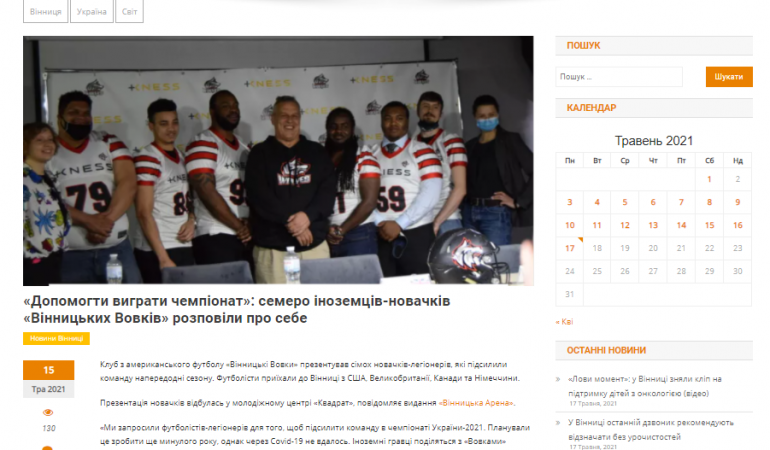 Вінниця Україна Світ
+KNESS +KNESS +KNESS
NESS
79
KNESS
8
9
NESS
59
«Допомогти виграти чемпіонат»: семеро іноземців-новачків
«Вінницьких Вовків» розповіли про себе
Новини Вінниці
15
Тра 2021
130
Клуб з американського футболу «Вінницькі Вовки» презентував сімох новачків-легіонерів, які підсилили
команду напередодні сезону. Футболісти приїхали до Вінниці з США, Великобританії, Канади та Німеччини.
Презентація новачків відбулась у молодіжному центрі «Квадрат», повідомляє видання «Вінницька Арена».
«Ми запросили футболістів-легіонерів для того, щоб підсилити команду в чемпіонаті України-2021. Планували
це зробити ще минулого року, однак через Covid-19 не вдалось. Іноземні гравці поділяться з «Вовками»
ПОШУК
Пошук ...
Шукати
КАЛЕНДАР
Травень 2021
Пн Вт Ср Чт Пт Сб Нд
1 2
3 4 5 6 7 8 9
10 11 12 13 14 15 16
17 18 19 20 21 22 23
24 25 26 27 28 29 30
31
« Кві
ОСТАННІ НОВИНИ
» «Лови момент»: у Вінниці зняли кліп на
підтримку дітей з онкологією (відео)
17 Травня, 2021
» У Вінниці останній дзвоник рекомендують
відзначати без урочистостей
17 Травня, 2021